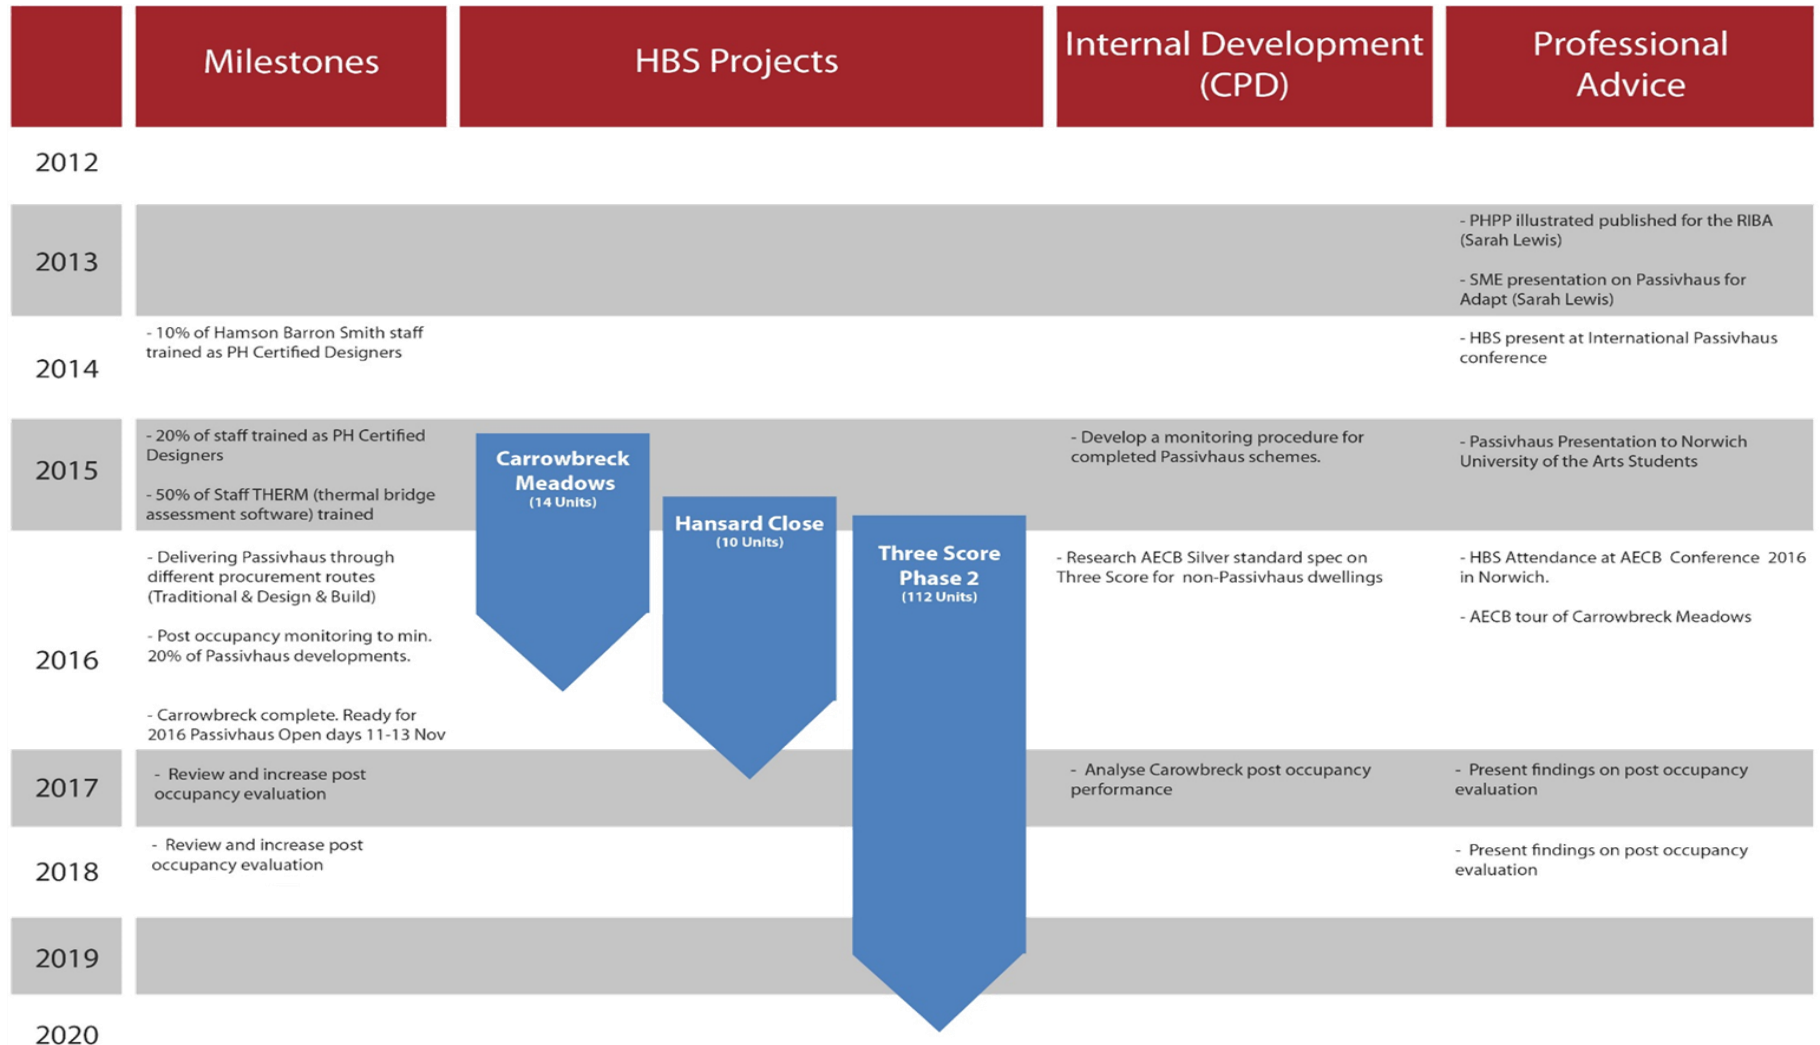 Milestones
HBS Projects
Internal Development
(CPD)
Professional
Advice
2012
2013
- PHPP illustrated published for the RIBA
(Sarah Lewis)
- SME presentation on Passivhaus for
Adapt (Sarah Lewis)
2014
- 10% of Hamson Barron Smith staff
trained as PH Certified Designers
- HBS present at International Passivhaus
conference
2015
- 20% of staff trained as PH Certified
Designers
- 50% of Staff THERM (thermal bridge
assessment software) trained
Carrowbreck
Meadows
(14 Units)
Hansard Close
(10 Units)
Three Score
Phase 2
(112 Units)
- Develop a monitoring procedure for
completed Passivhaus schemes.
- Passivhaus Presentation to Norwich
University of the Arts Students
2016
- Delivering Passivhaus through
different procurement routes
(Traditional & Design & Build)
- Post occupancy monitoring to min.
20% of Passivhaus developments.
- Carrowbreck complete. Ready for
2016 Passivhaus Open days 11-13 Nov
- Research AECB Silver standard spec on
Three Score for non-Passivhaus dwellings
- HBS Attendance at AECB Conference 2016
in Norwich.
- AECB tour of Carrowbreck Meadows
2017
- Review and increase post
occupancy evaluation
- Analyse Carowbreck post occupancy
performance
- Present findings on post occupancy
evaluation
2018
- Review and increase post
occupancy evaluation
- Present findings on post occupancy
evaluation
2019
2020